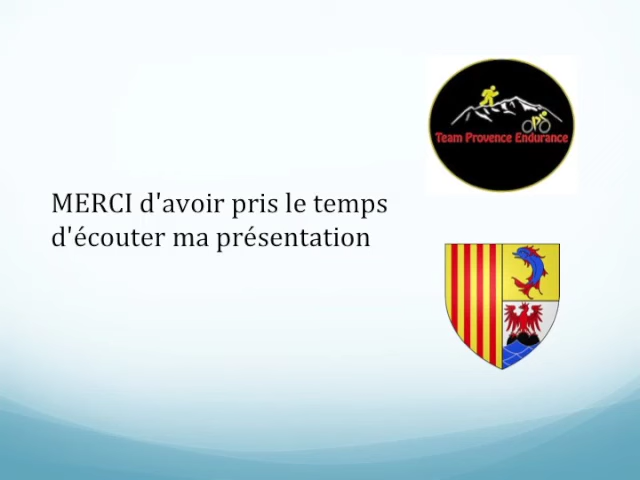 Team Provence Endurance
MERCI d'avoir pris le temps
d'écouter ma présentation